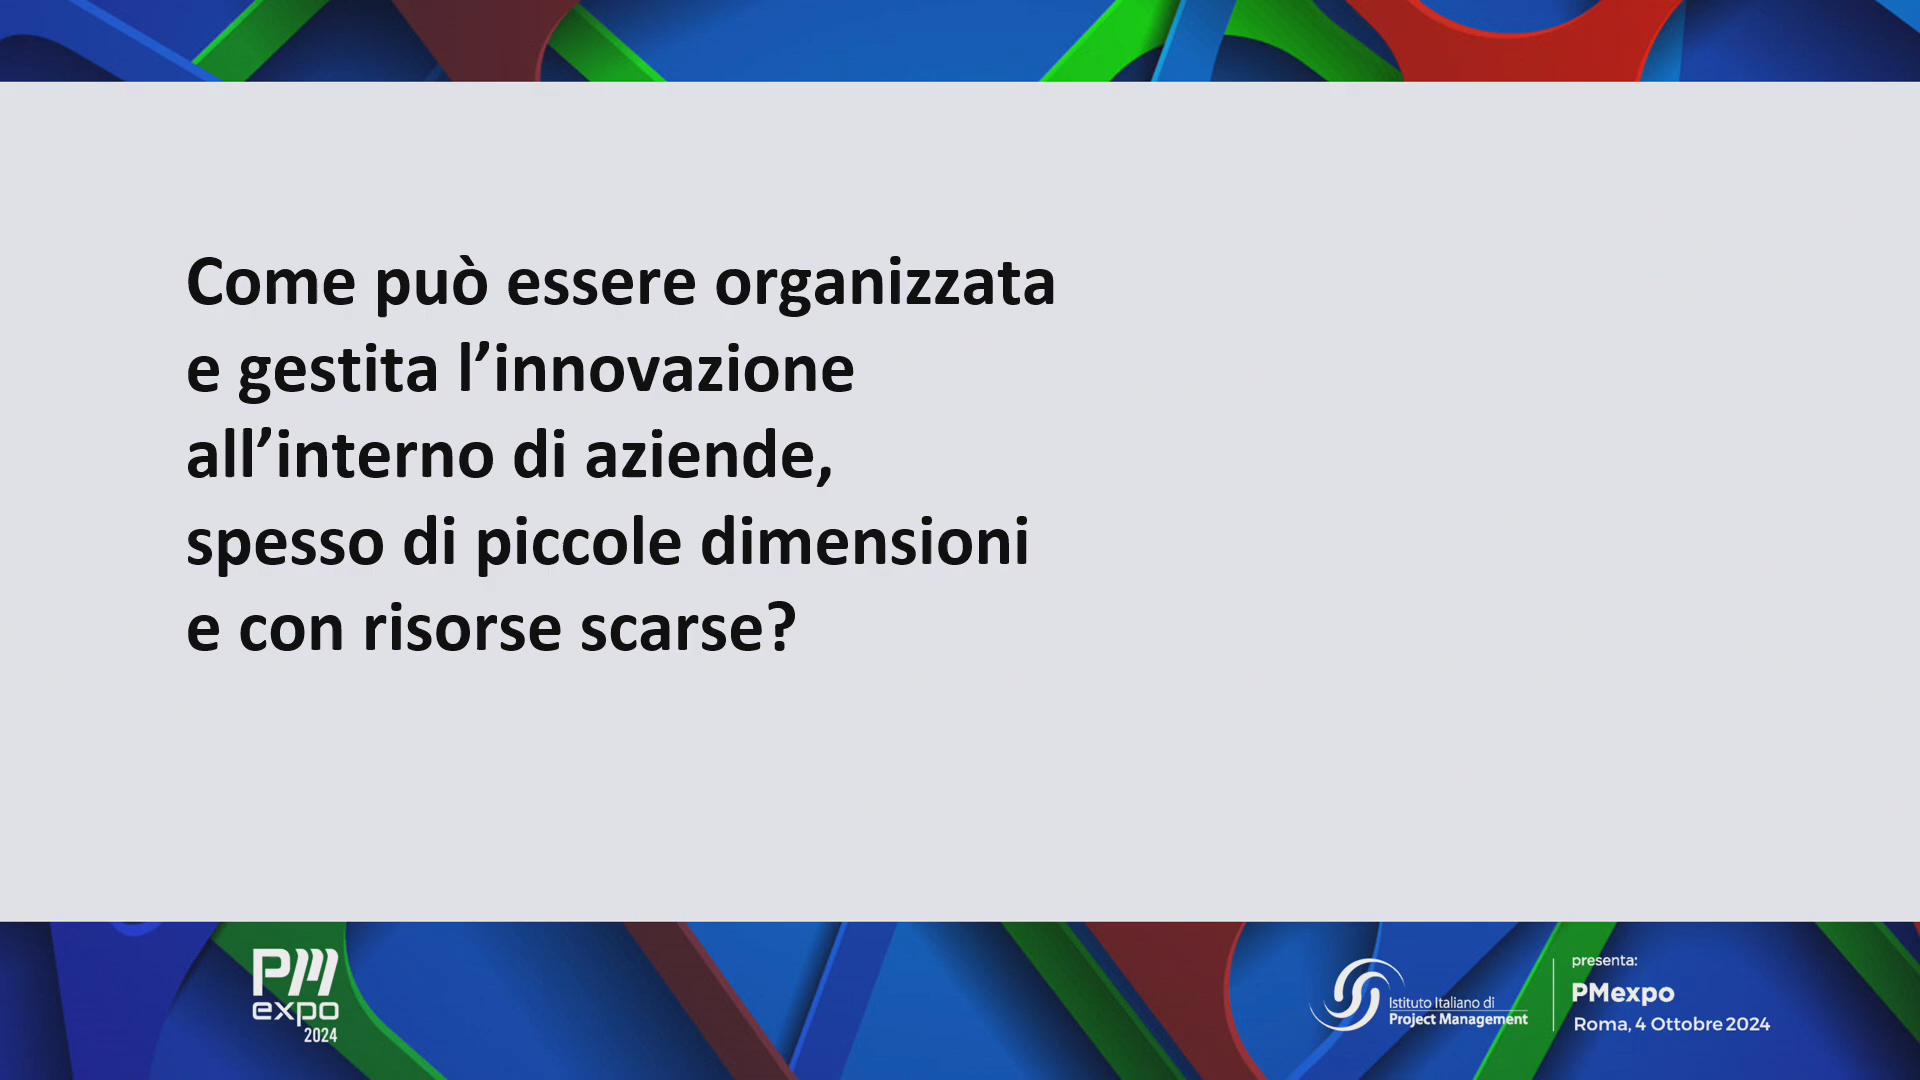 Come può essere organizzata
e gestita l’innovazione
all’interno di aziende,
spesso di piccole dimensioni
e con risorse scarse?
PM
expo
2024
Istituto Italiano di
Project Management
presenta:
PMexpo
Roma, 4 Ottobre 2024